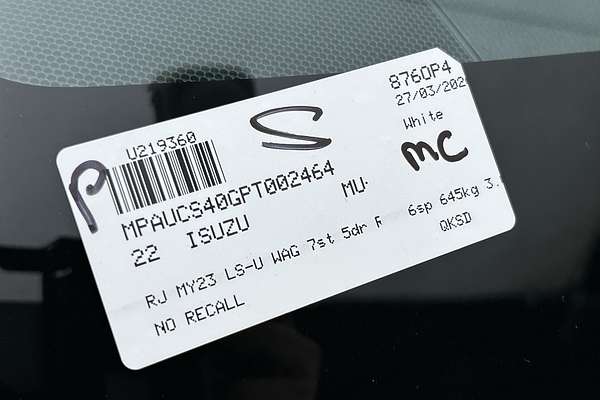 8760P4
27/03/202
U219360
White
P
S
MC
MPAUCS40GPT002464
22 ISUZU MU-
RJ MY23 LS-U WAG 7st 5dr 6sp 645kg 3.
NO RECALL
QKSD